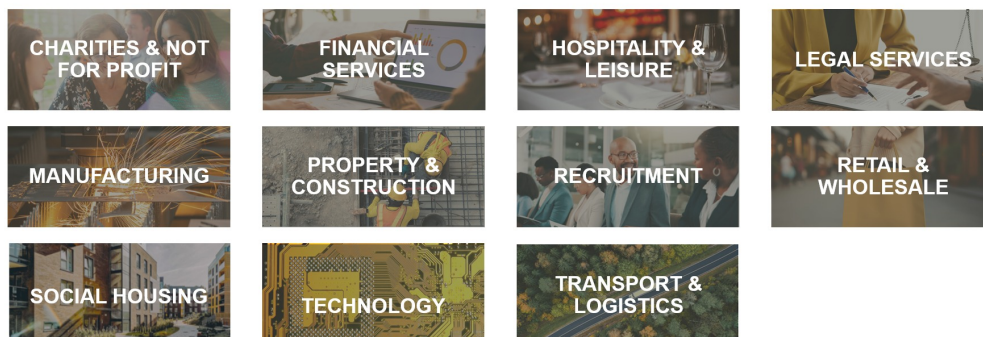 CHARITIES & NOT
FOR PROFIT
FINANCIAL
SERVICES
HOSPITALITY &
LEISURE
LEGAL SERVICES
MANUFACTURING
PROPERTY &
CONSTRUCTION
RECRUITMENT
RETAIL &
WHOLESALE
SOCIAL HOUSING
TECHNOLOGY
TRANSPORT &
LOGISTICS